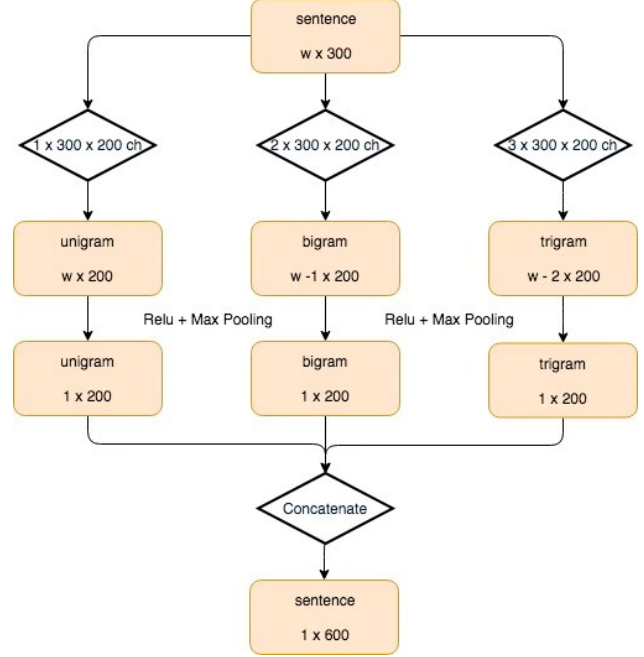 sentence
w x 300
1 x 300 x 200 ch
2 x 300 x 200 ch
3 x 300 x 200 ch
unigram
w x 200
bigram
w -1 x 200
trigram
w - 2 x 200
Relu + Max Pooling
Relu + Max Pooling
unigram
1 x 200
bigram
1 x 200
trigram
1 x 200
Concatenate
sentence
1 x 600